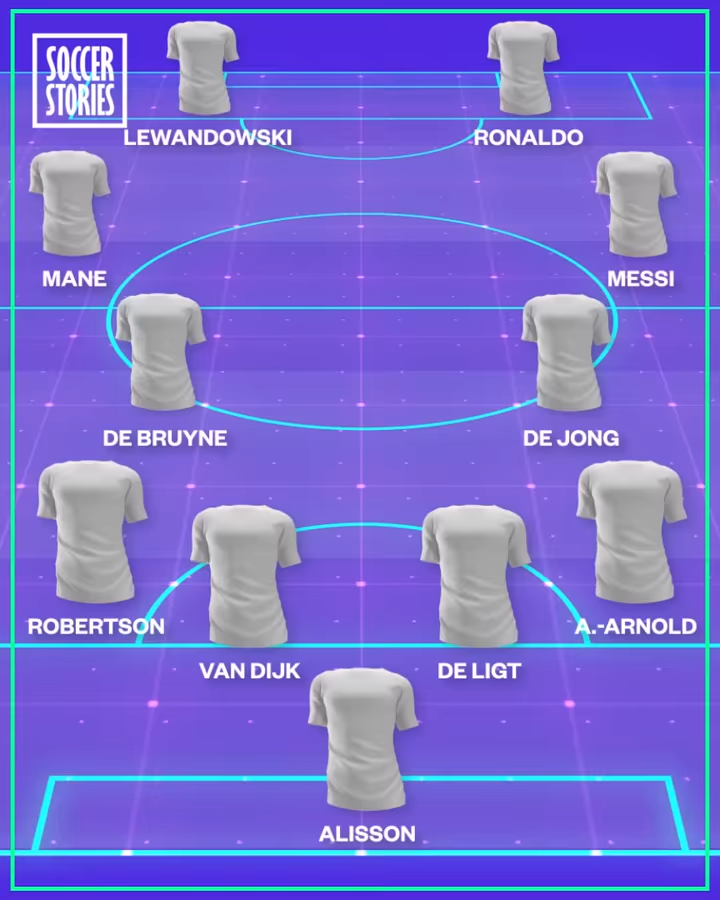 SOCCER
STORIES
LEWANDOWSKI
RONALDO
MANE
MESSI
DE BRUYNE
DE JONG
ROBERTSON
A.-ARNOLD
VAN DIJK
DE LIGT
ALISSON